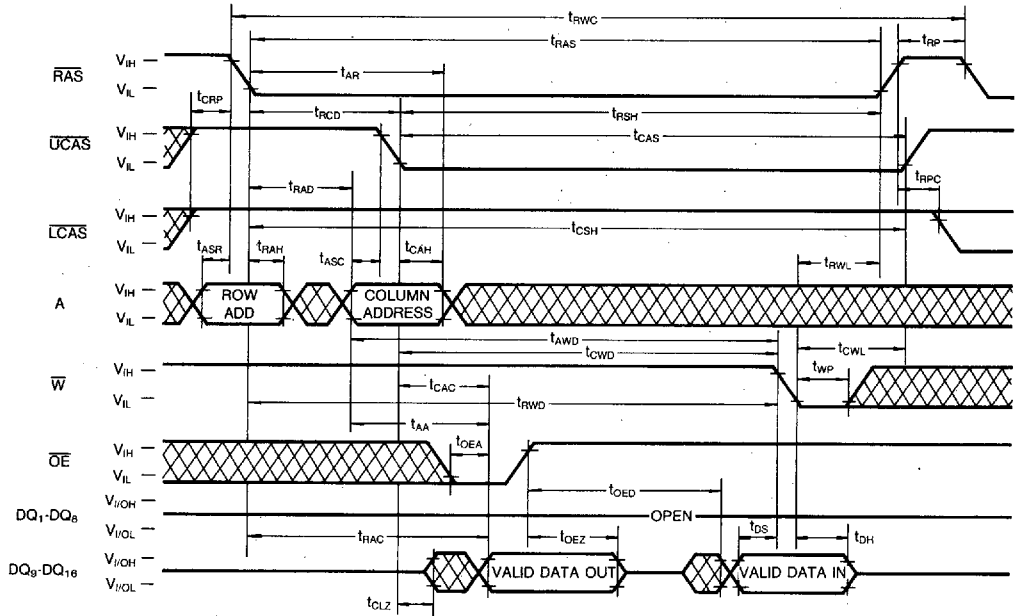 tRWC
tRAS
tRP
RAS
VIH
VIL
tAR
tCRP
tRCD
tRSH
UCAS
VIH
VIL
tCAS
tRAD
tRPC
LCAS
VIH
VIL
tCSH
tASR
tRAH
tASC
tCAH
tRWL
A
VIH
VIL
ROW ADD
COLUMN ADDRESS
tAWD
tCWD
tCWL
W
VIH
VIL
tCAC
tWP
tRWD
tAA
OE
VIH
VIL
tOEA
tOED
DQ1-DQ8
VI/OH
VI/OL
OPEN
tRAC
tOEZ
tDS
tDH
DQ9-DQ16
VI/OH
VI/OL
VALID DATA OUT
VALID DATA IN
tCLZ